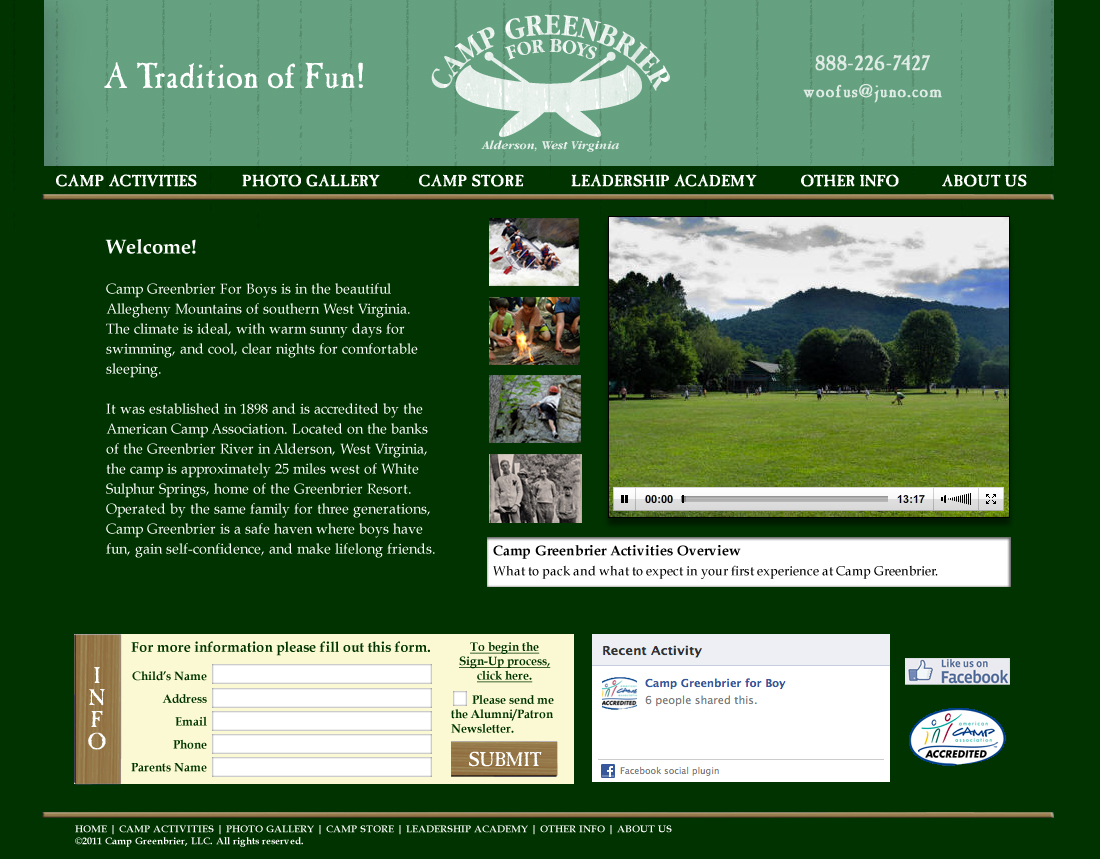 A Tradition of Fun!
CAMP GREENBRIER
FOR BOYS
Alderson, West Virginia
888-226-7427
woofus@juno.com
CAMP ACTIVITIES PHOTO GALLERY CAMP STORE LEADERSHIP ACADEMY OTHER INFO ABOUT US
Welcome!
Camp Greenbrier For Boys is in the beautiful
Allegheny Mountains of southern West Virginia.
The climate is ideal, with warm sunny days for
swimming, and cool, clear nights for comfortable
sleeping.
It was established in 1898 and is accredited by the
American Camp Association. Located on the banks
of the Greenbrier River in Alderson, West Virginia,
the camp is approximately 25 miles west of White
Sulphur Springs, home of the Greenbrier Resort.
Operated by the same family for three generations,
Camp Greenbrier is a safe haven where boys have
fun, gain self-confidence, and make lifelong friends.
00:00 13:17
Camp Greenbrier Activities Overview
What to pack and what to expect in your first experience at Camp Greenbrier.
INFO
For more information please fill out this form.
Child's Name
Address
Email
Phone
Parents Name
To begin the
Sign-Up process,
click here.
Please send me
the Alumni/Patron
Newsletter.
SUBMIT
Recent Activity
CAMP
ACCREDITED
Camp Greenbrier for Boy
6 people shared this.
Facebook social plugin
Like us on
Facebook
american
CAMP
association
ACCREDITED
HOME | CAMP ACTIVITIES | PHOTO GALLERY | CAMP STORE | LEADERSHIP ACADEMY | OTHER INFO | ABOUT US
©2011 Camp Greenbrier, LLC. All rights reserved.